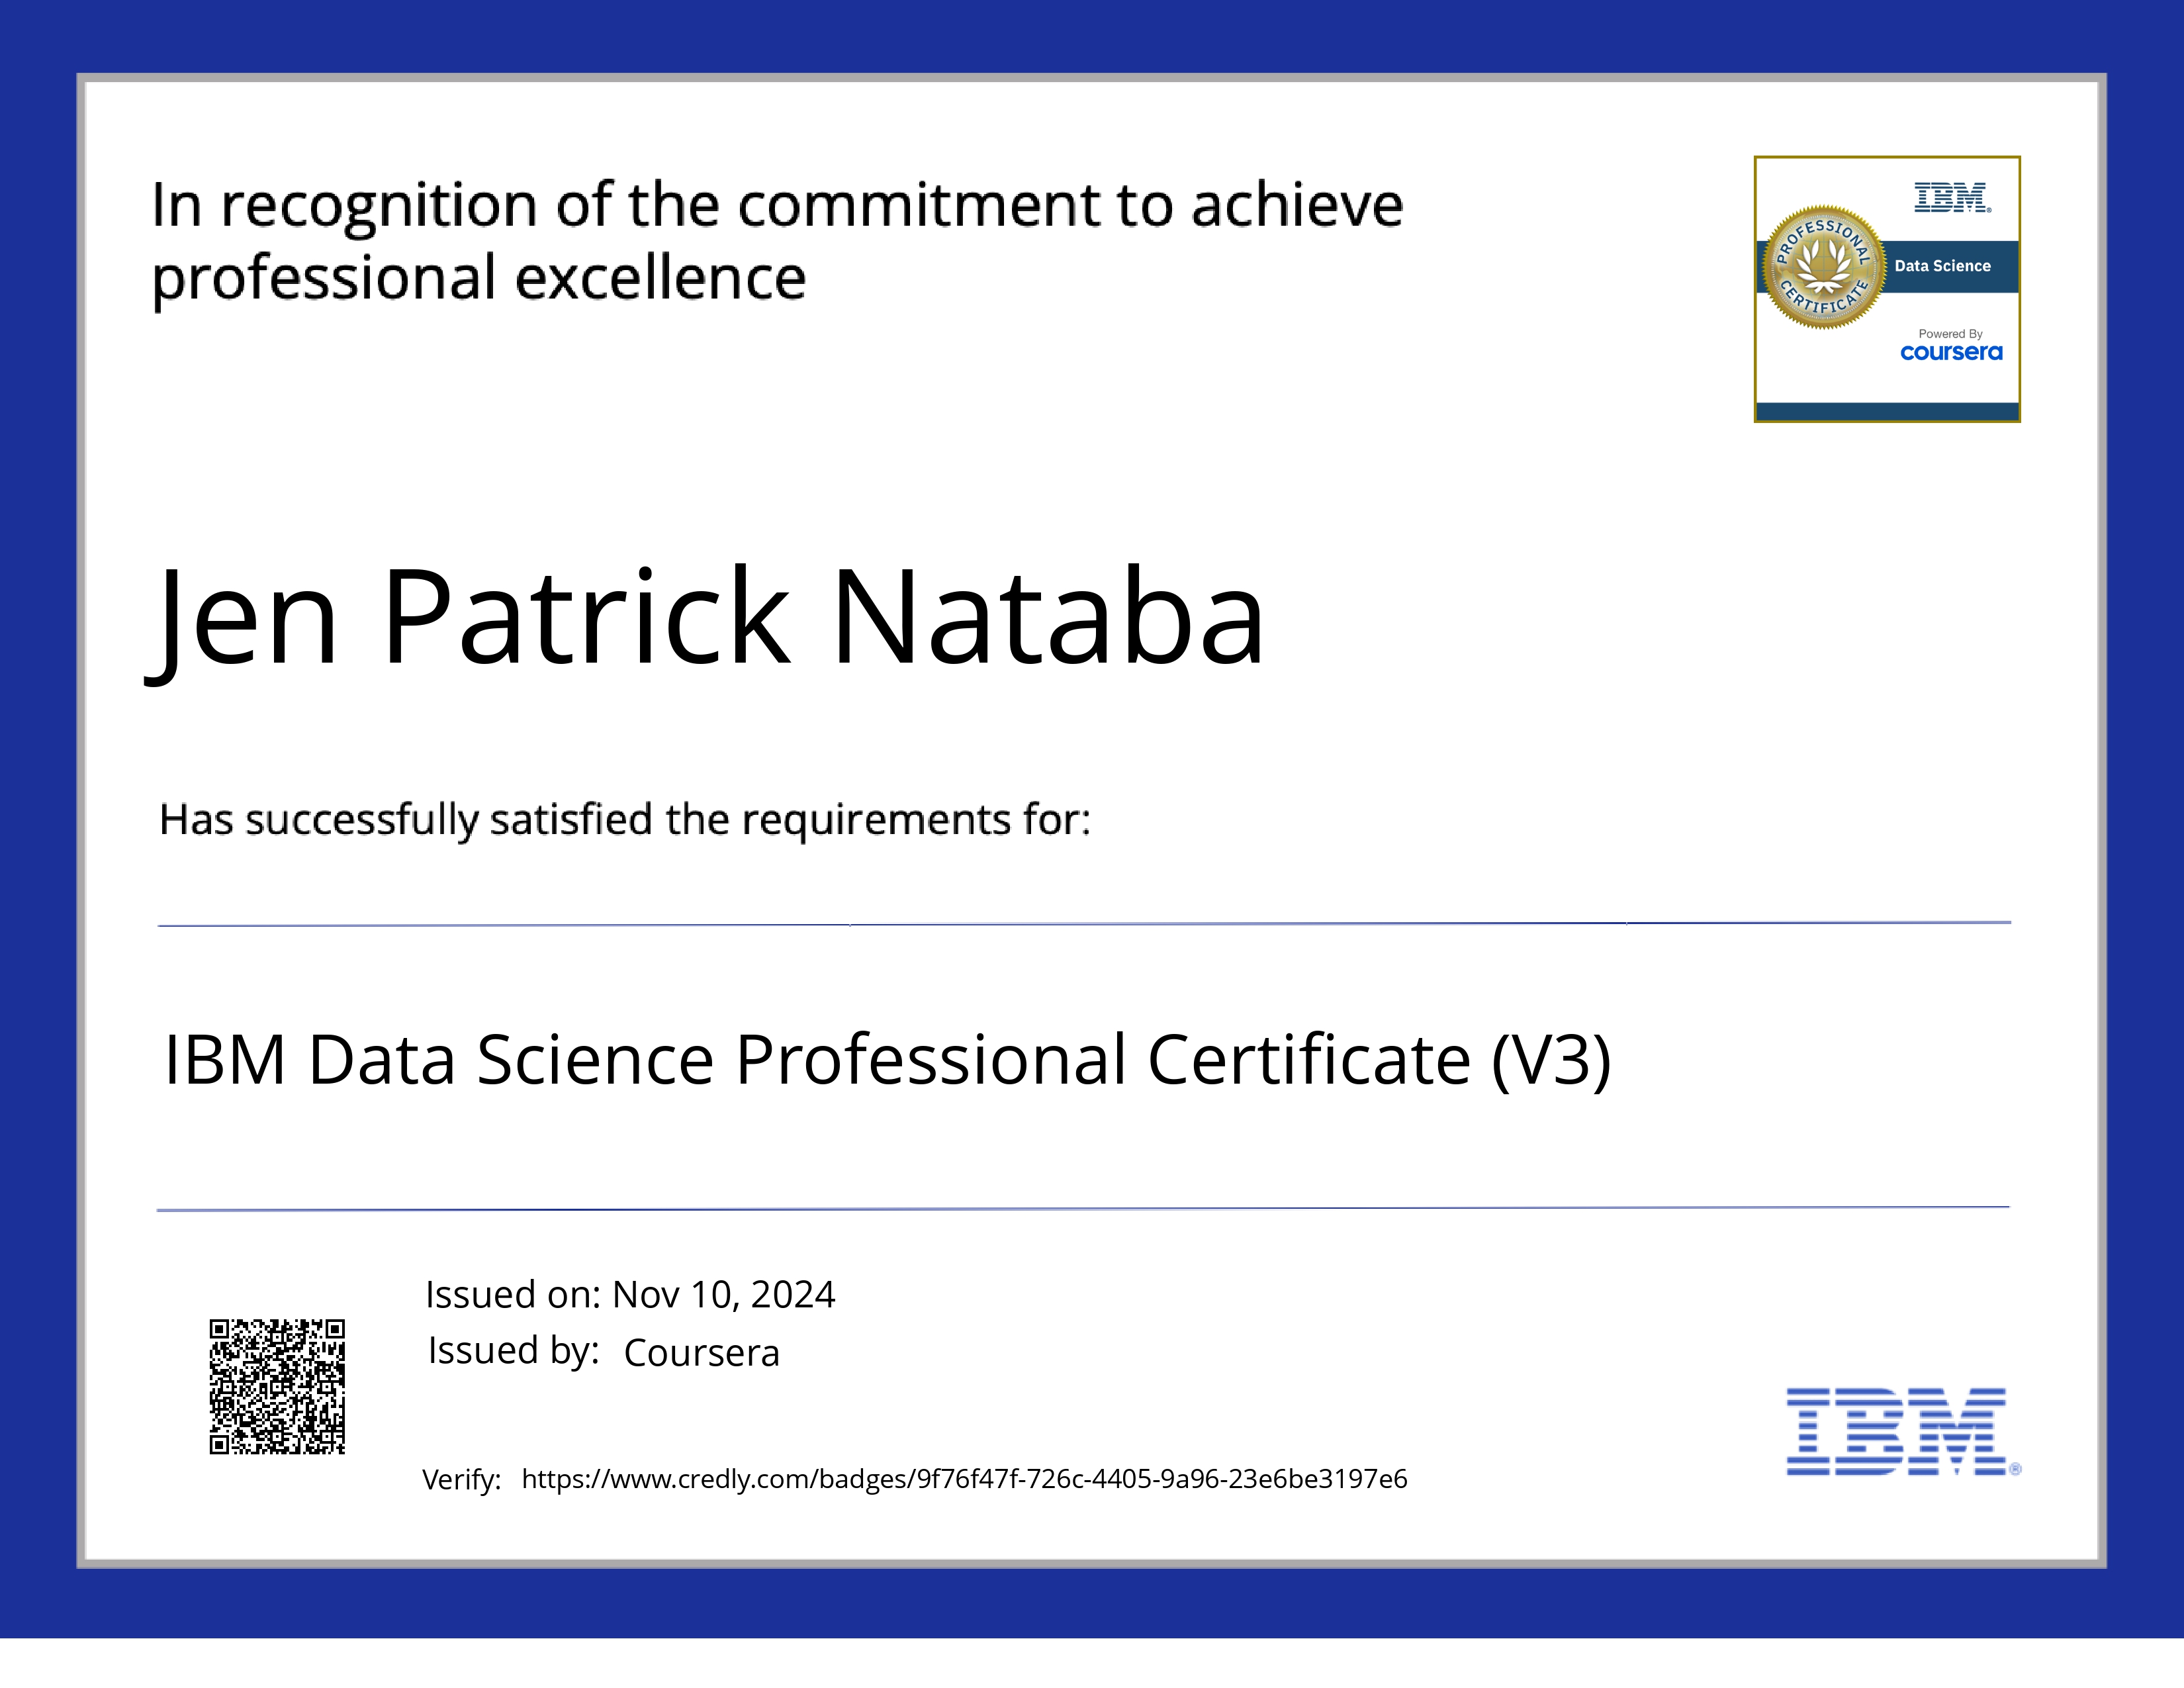 In recognition of the commitment to achieve
professional excellence
IBM®
PROFESSIONAL
CERTIFICATE
Data Science
Powered By
coursera
Jen Patrick Nataba
Has successfully satisfied the requirements for:
IBM Data Science Professional Certificate (V3)
Issued on: Nov 10, 2024
Issued by: Coursera
Verify: https://www.credly.com/badges/9f76f47f-726c-4405-9a96-23e6be3197e6
IBM®